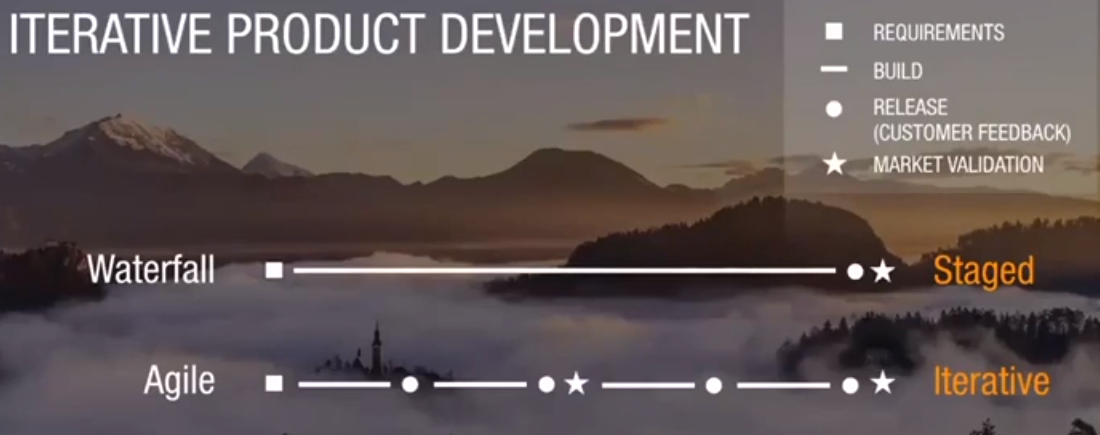 ITERATIVE PRODUCT DEVELOPMENT
REQUIREMENTS
BUILD
RELEASE
(CUSTOMER FEEDBACK)
MARKET VALIDATION
Waterfall
Staged
Agile
Iterative